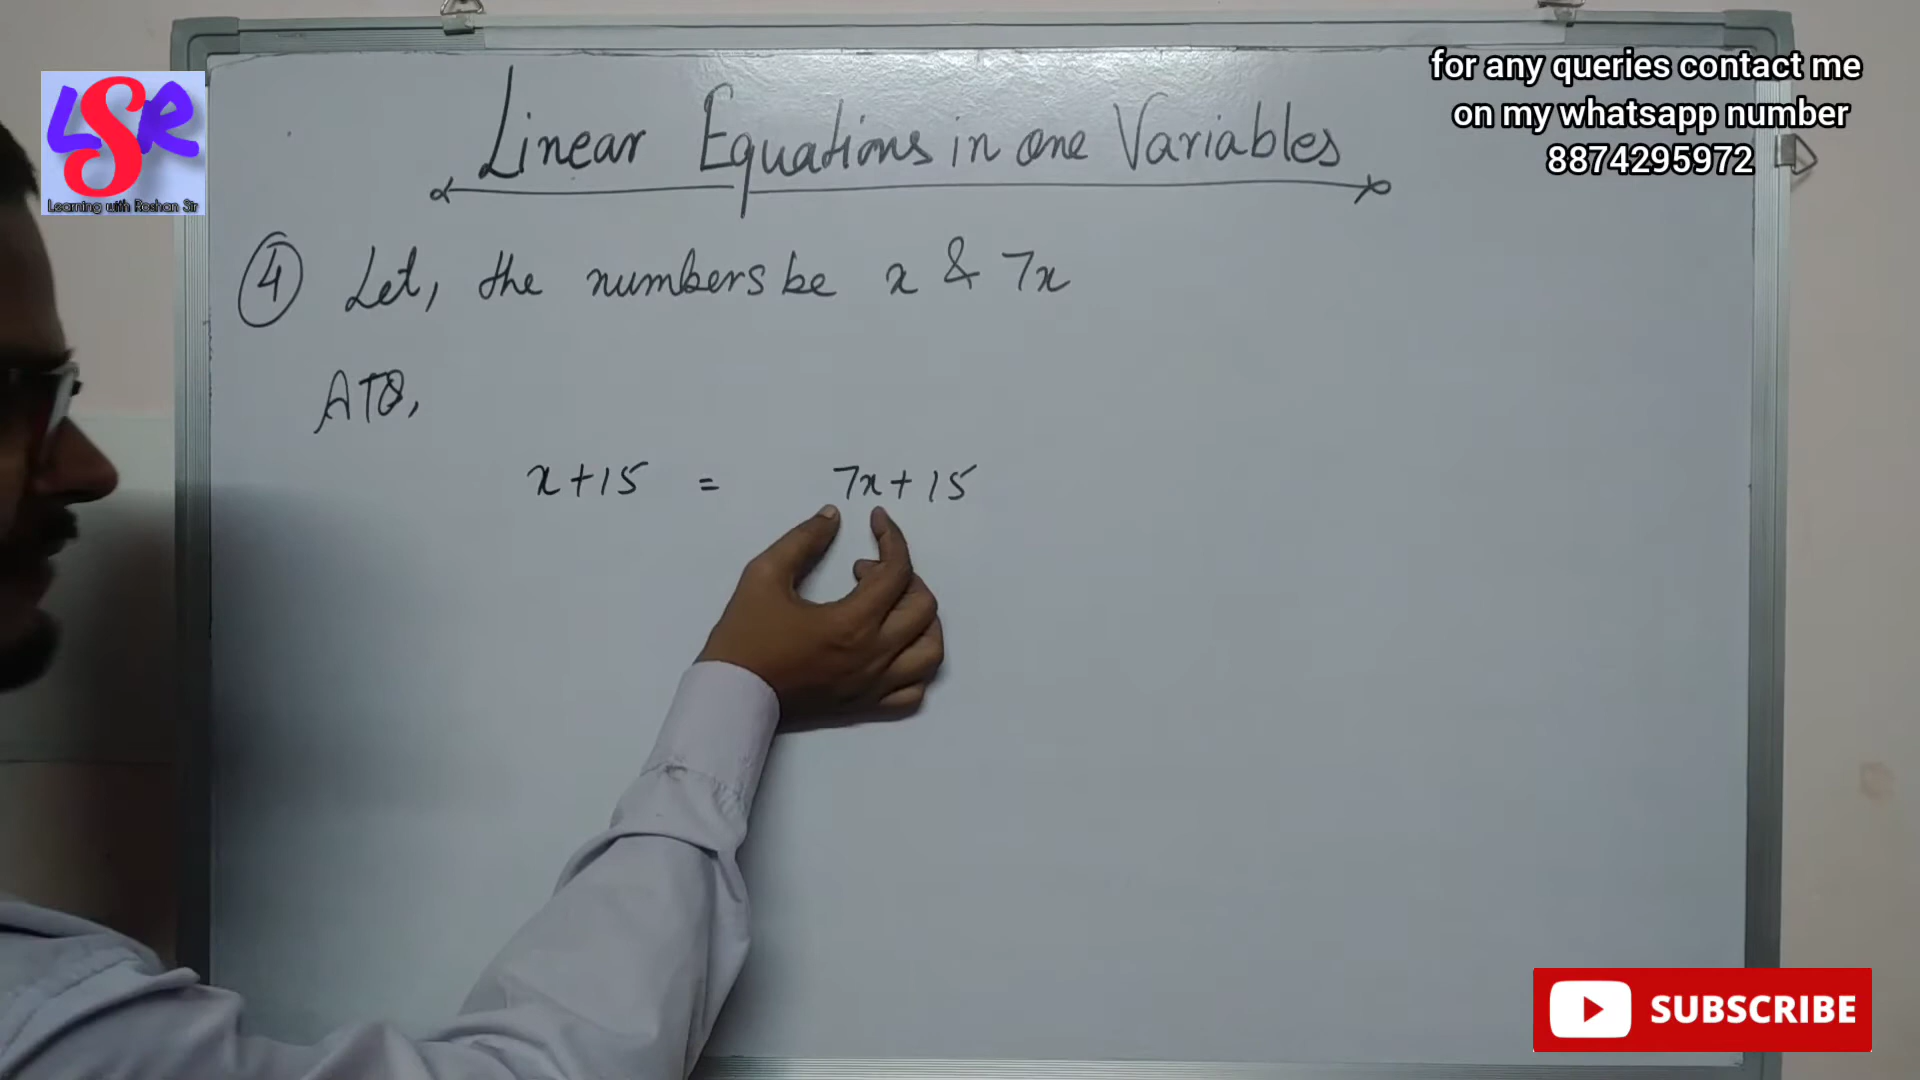 LSR
Learning with Roshan Sir
for any queries contact me
on my whatsapp number
8874295972
Linear Equations in one Variables
④ Let, the numbers be x & 7x
ATQ,
x+15 = 7x+15
SUBSCRIBE